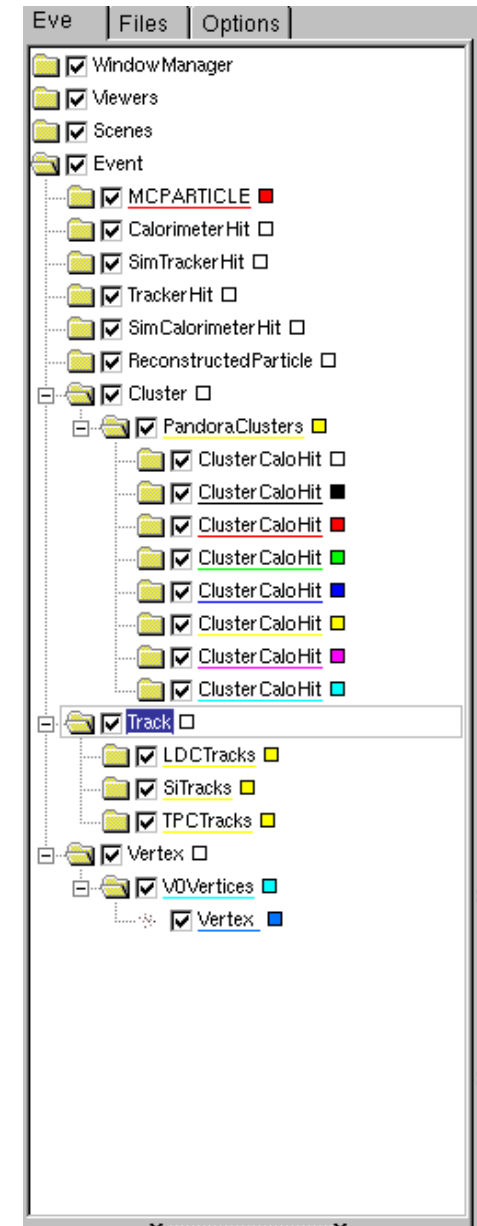 Eve Files Options
WindowManager
Viewers
Scenes
Event
MCPARTICLE
CalorimeterHit
SimTrackerHit
TrackerHit
SimCalorimeterHit
ReconstructedParticle
Cluster
PandoraClusters
ClusterCaloHit
ClusterCaloHit
ClusterCaloHit
ClusterCaloHit
ClusterCaloHit
ClusterCaloHit
ClusterCaloHit
ClusterCaloHit
Track
LDCTracks
SiTracks
TPCTracks
Vertex
V0Vertices
Vertex